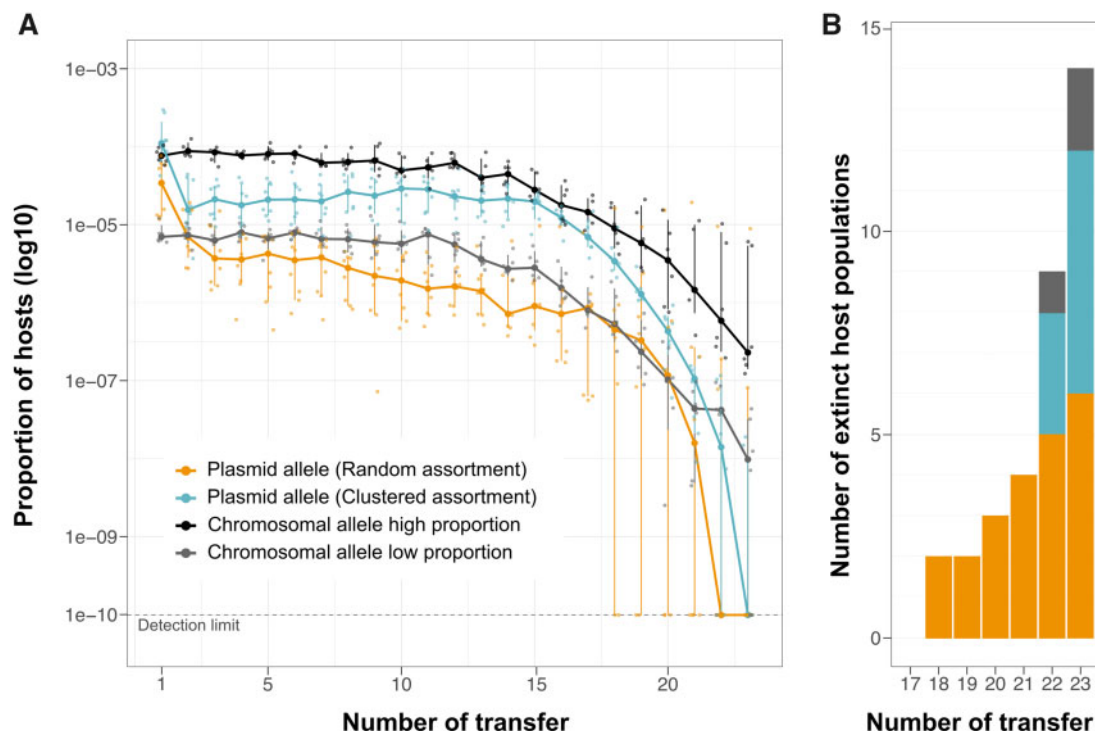 A
Proportion of hosts (log10)
1e−03
1e−05
1e−07
1e−09
1e−10
Plasmid allele (Random assortment)
Plasmid allele (Clustered assortment)
Chromosomal allele high proportion
Chromosomal allele low proportion
Detection limit
1 5 10 15 20
Number of transfer
B
Number of extinct host populations
15
10
5
0
17 18 19 20 21 22 23
Number of transfer